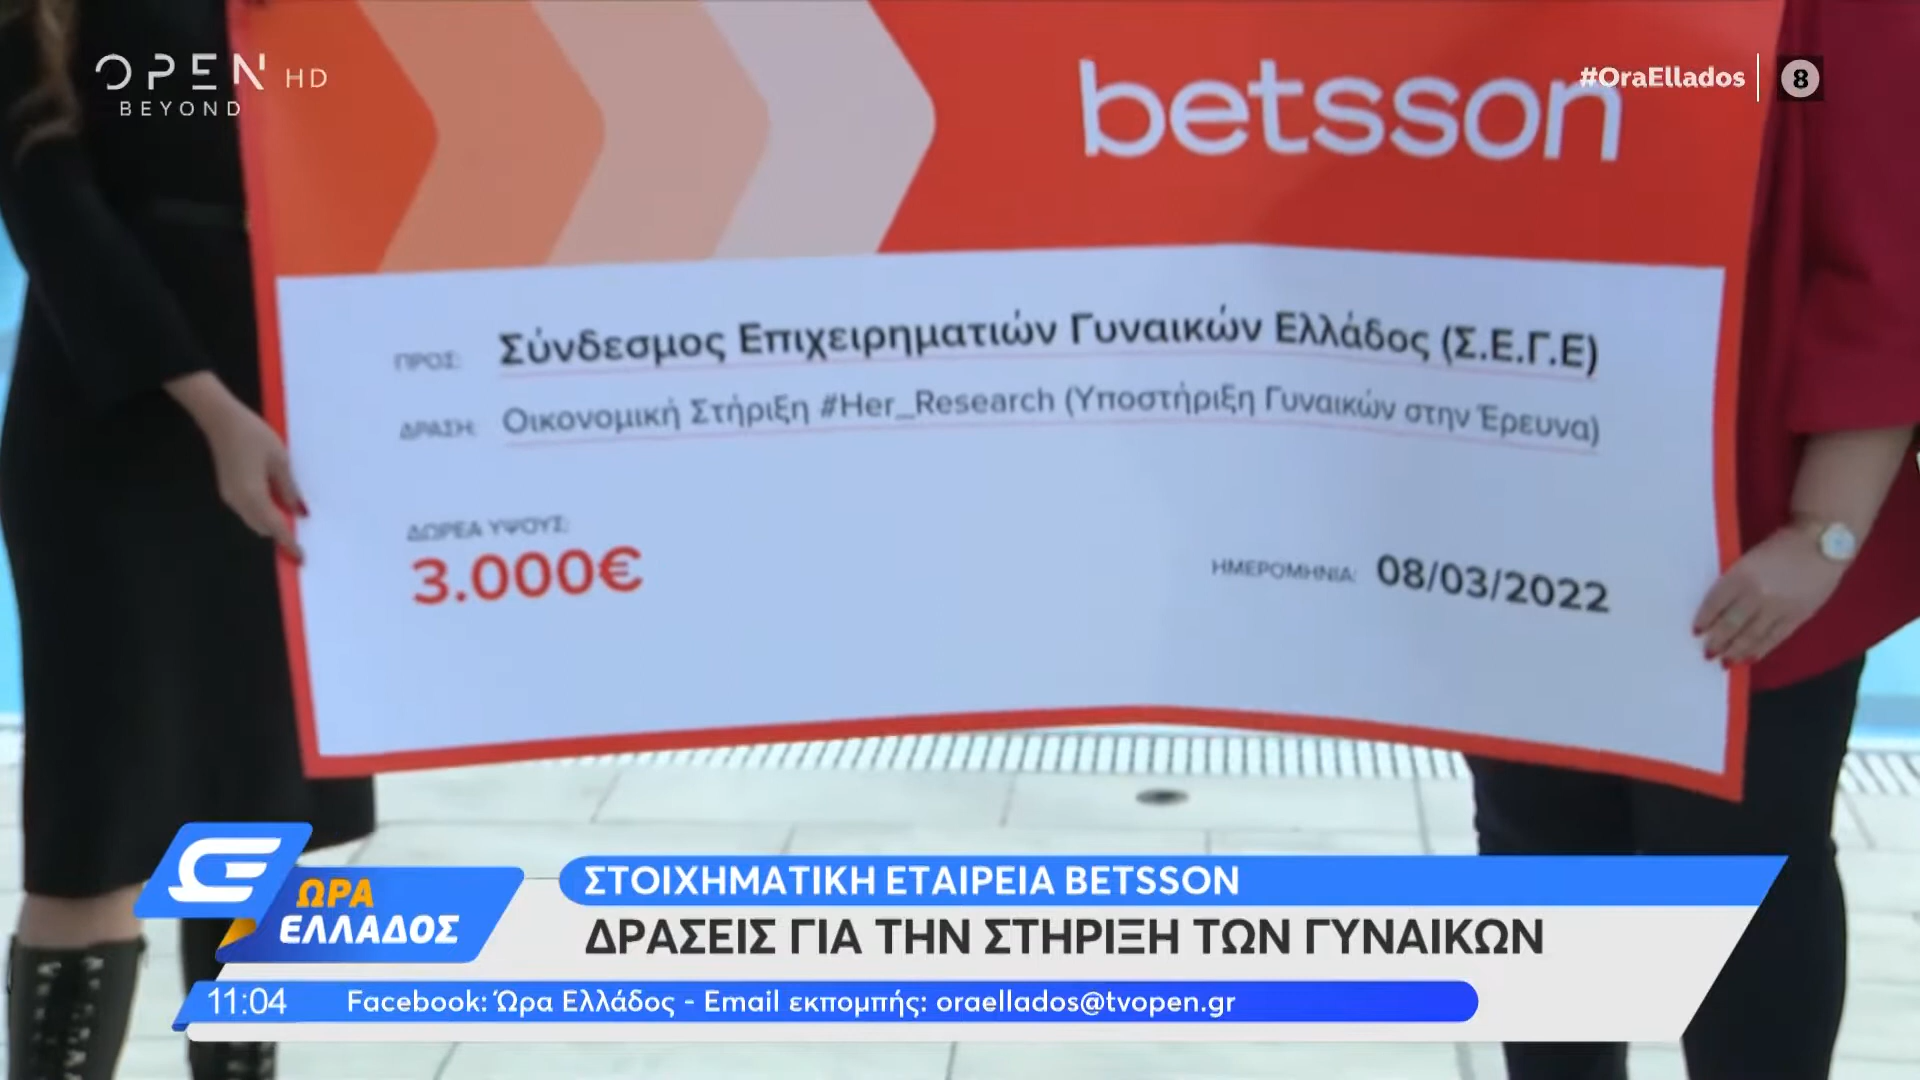 OPEN HD
BEYOND
#OraEllados
8
betsson
ΠΡΟΣ: Σύνδεσμος Επιχειρηματιών Γυναικών Ελλάδος (Σ.Ε.Γ.Ε)
ΔΡΑΣΗ: Οικονομική Στήριξη #Her_Research (Υποστήριξη Γυναικών στην Έρευνα)
ΔΩΡΕΑ ΥΨΟΥΣ:
3.000€
ΗΜΕΡΟΜΗΝΙΑ: 08/03/2022
ΩΡΑ
ΕΛΛΑΔΟΣ
ΣΤΟΙΧΗΜΑΤΙΚΗ ΕΤΑΙΡΕΙΑ BETSSON
ΔΡΑΣΕΙΣ ΓΙΑ ΤΗΝ ΣΤΗΡΙΞΗ ΤΩΝ ΓΥΝΑΙΚΩΝ
11:04 Facebook: Ώρα Ελλάδος - Email εκπομπής: oraellados@tvopen.gr